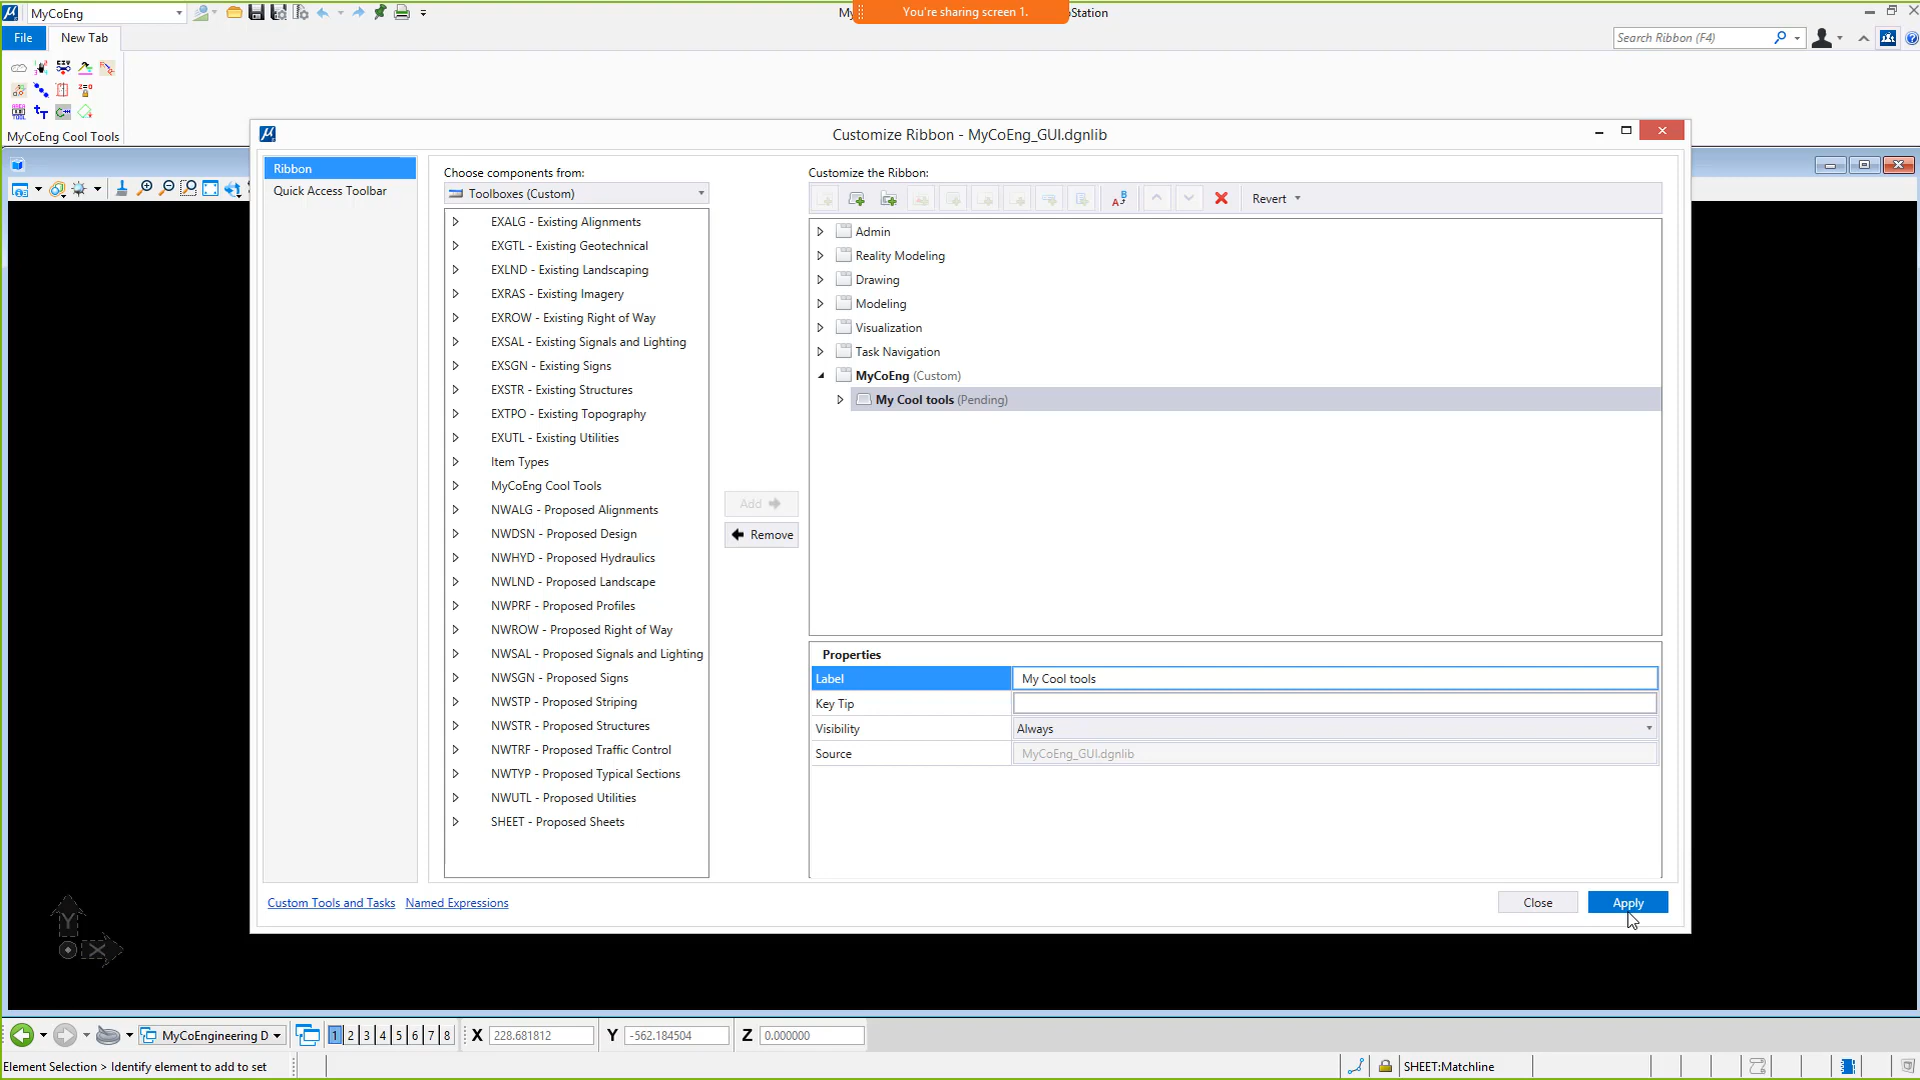 MyCoEng
My
You're sharing screen 1.
Station
File
New Tab
Search Ribbon (F4)
MyCoEng Cool Tools
Customize Ribbon - MyCoEng_GUI.dgnlib
Ribbon
Quick Access Toolbar
Choose components from:
Toolboxes (Custom)
EXALG - Existing Alignments
EXGTL - Existing Geotechnical
EXLND - Existing Landscaping
EXRAS - Existing Imagery
EXROW - Existing Right of Way
EXSAL - Existing Signals and Lighting
EXSGN - Existing Signs
EXSTR - Existing Structures
EXTPO - Existing Topography
EXUTL - Existing Utilities
Item Types
MyCoEng Cool Tools
NWALG - Proposed Alignments
NWDSN - Proposed Design
NWHYD - Proposed Hydraulics
NWLND - Proposed Landscape
NWPRF - Proposed Profiles
NWROW - Proposed Right of Way
NWSAL - Proposed Signals and Lighting
NWSGN - Proposed Signs
NWSTP - Proposed Striping
NWSTR - Proposed Structures
NWTRF - Proposed Traffic Control
NWTYP - Proposed Typical Sections
NWUTL - Proposed Utilities
SHEET - Proposed Sheets
Add
Remove
Customize the Ribbon:
Revert
Admin
Reality Modeling
Drawing
Modeling
Visualization
Task Navigation
MyCoEng (Custom)
My Cool tools (Pending)
Properties
Label My Cool tools
Key Tip
Visibility Always
Source MyCoEng_GUI.dgnlib
Custom Tools and Tasks Named Expressions
Close Apply
Y
X
MyCoEngineering D 1 2 3 4 5 6 7 8 X 228.681812 Y -562.184504 Z 0.000000
Element Selection > Identify element to add to set
SHEET:Matchline